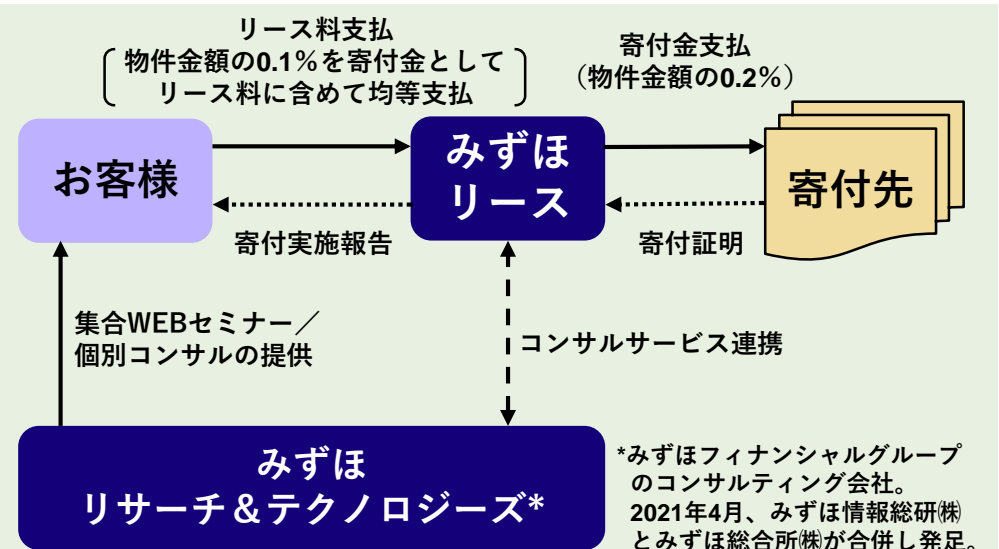 リース料支払
物件金額の0.1%を寄付金として
リース料に含めて均等支払
寄付金支払
（物件金額の0.2%）
お客様
みずほ
リース
寄付先
寄付実施報告
寄付証明
集合WEBセミナー／
個別コンサルの提供
コンサルサービス連携
みずほ
リサーチ＆テクノロジーズ*
*みずほフィナンシャルグループ
のコンサルティング会社。
2021年4月、みずほ情報総研㈱
とみずほ総合所㈱が合併し発足。